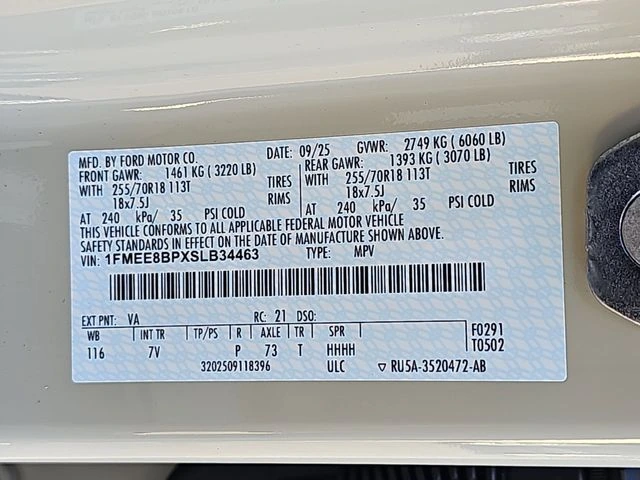 MFD. BY FORD MOTOR CO. DATE: 09/25 GVWR: 2749 KG ( 6060 LB)
FRONT GAWR: 1461 KG ( 3220 LB) REAR GAWR: 1393 KG ( 3070 LB)
WITH 255/70R18 113T TIRES WITH 255/70R18 113T TIRES
18x7.5J RIMS 18x7.5J RIMS
AT 240 kPa/ 35 PSI COLD AT 240 kPa/ 35 PSI COLD
THIS VEHICLE CONFORMS TO ALL APPLICABLE FEDERAL MOTOR VEHICLE
SAFETY STANDARDS IN EFFECT ON THE DATE OF MANUFACTURE SHOWN ABOVE.
VIN: 1FMEE8BPXSLB34463 TYPE: MPV
EXT PNT: VA RC: 21 DSO:
WB INT TR TP/PS R AXLE TR SPR F0291
116 7V P 73 T HHHH T0502
3202509118396 ULC ▽ RU5A-3520472-AB